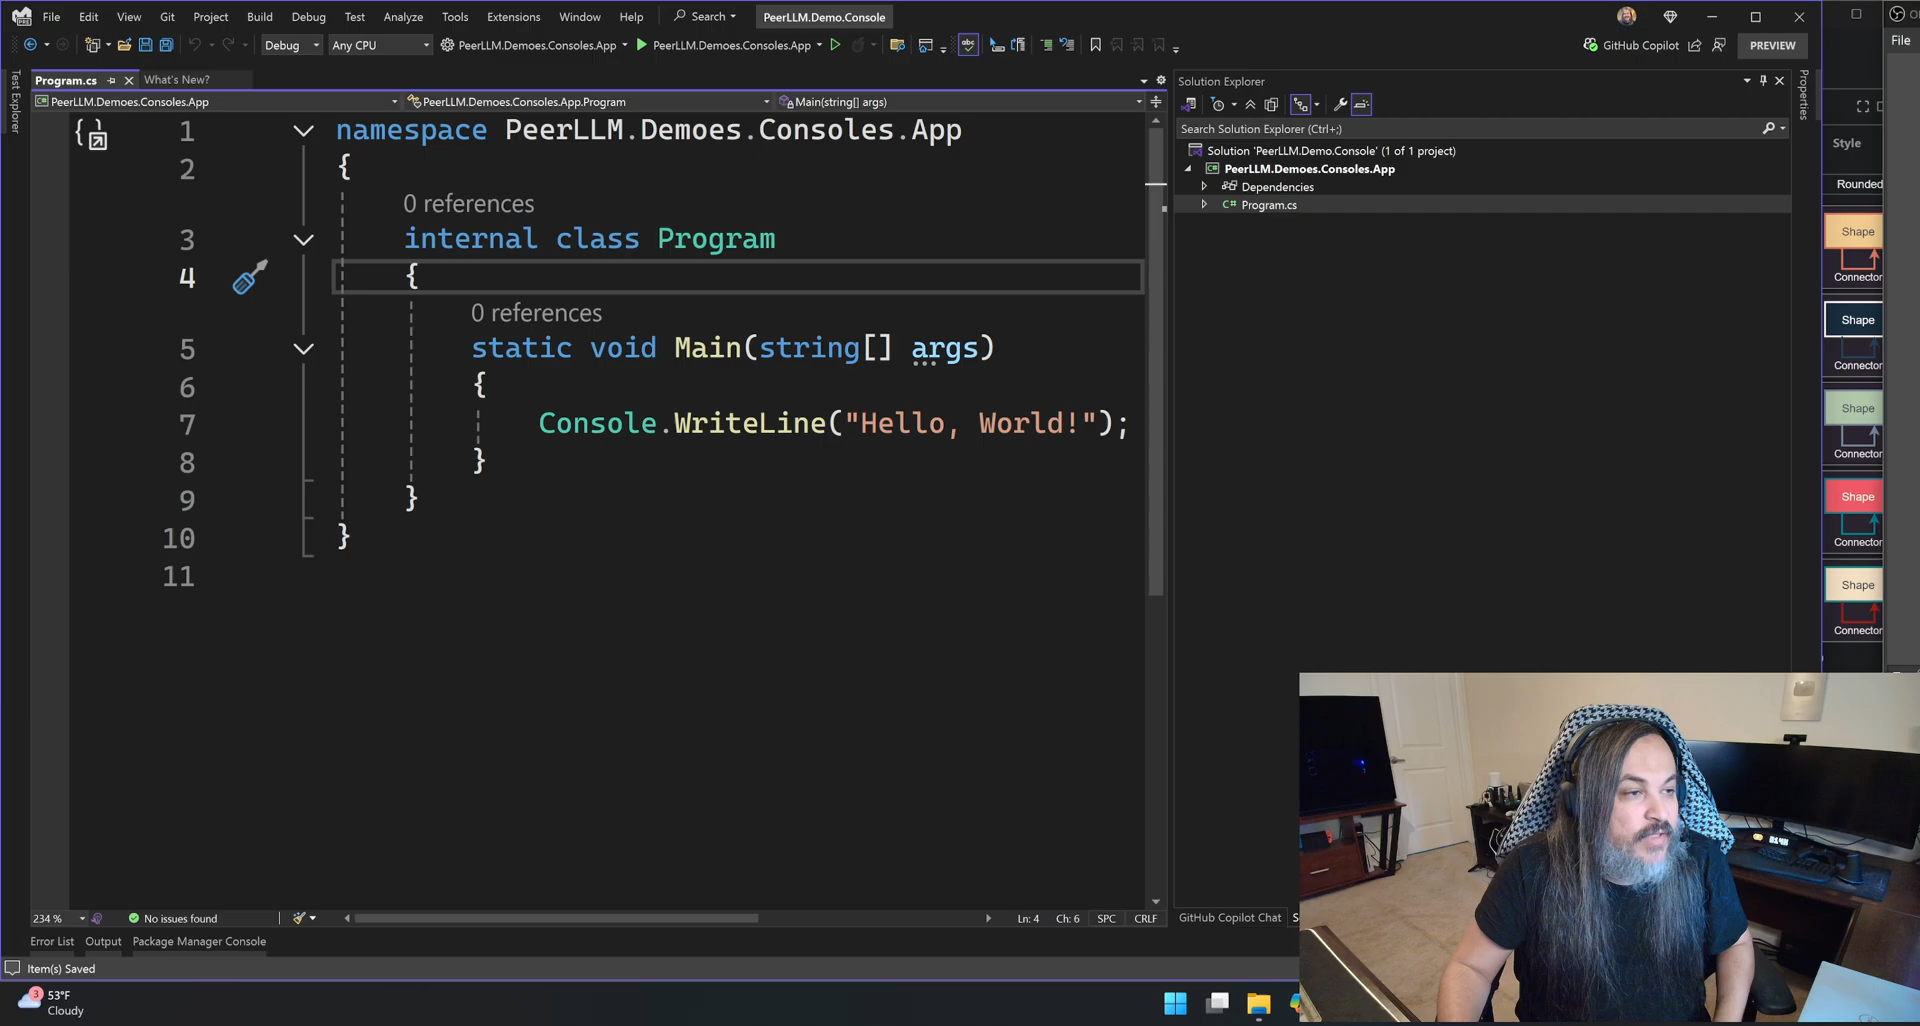 File Edit View Git Project Build Debug Test Analyze Tools Extensions Window Help Search PeerLLM.Demo.Console
Debug Any CPU PeerLLM.Demoes.Consoles.App PeerLLM.Demoes.Consoles.App GitHub Copilot PREVIEW
File
Test Explorer
Program.cs What's New?
PeerLLM.Demoes.Consoles.App PeerLLM.Demoes.Consoles.App.Program Main(string[] args)
1 namespace PeerLLM.Demoes.Consoles.App
2 {
0 references
3 internal class Program
4 {
0 references
5 static void Main(string[] args)
6 {
7 Console.WriteLine("Hello, World!");
8 }
9 }
10 }
11
234 % No issues found Ln: 4 Ch: 6 SPC CRLF
Error List Output Package Manager Console
Item(s) Saved
Solution Explorer
Search Solution Explorer (Ctrl+;)
Solution 'PeerLLM.Demo.Console' (1 of 1 project)
PeerLLM.Demoes.Consoles.App
Dependencies
C# Program.cs
GitHub Copilot Chat
Properties
Style
Rounded
Shape
Connector
Shape
Connector
Shape
Connector
Shape
Connector
Shape
Connector
3
53°F
Cloudy